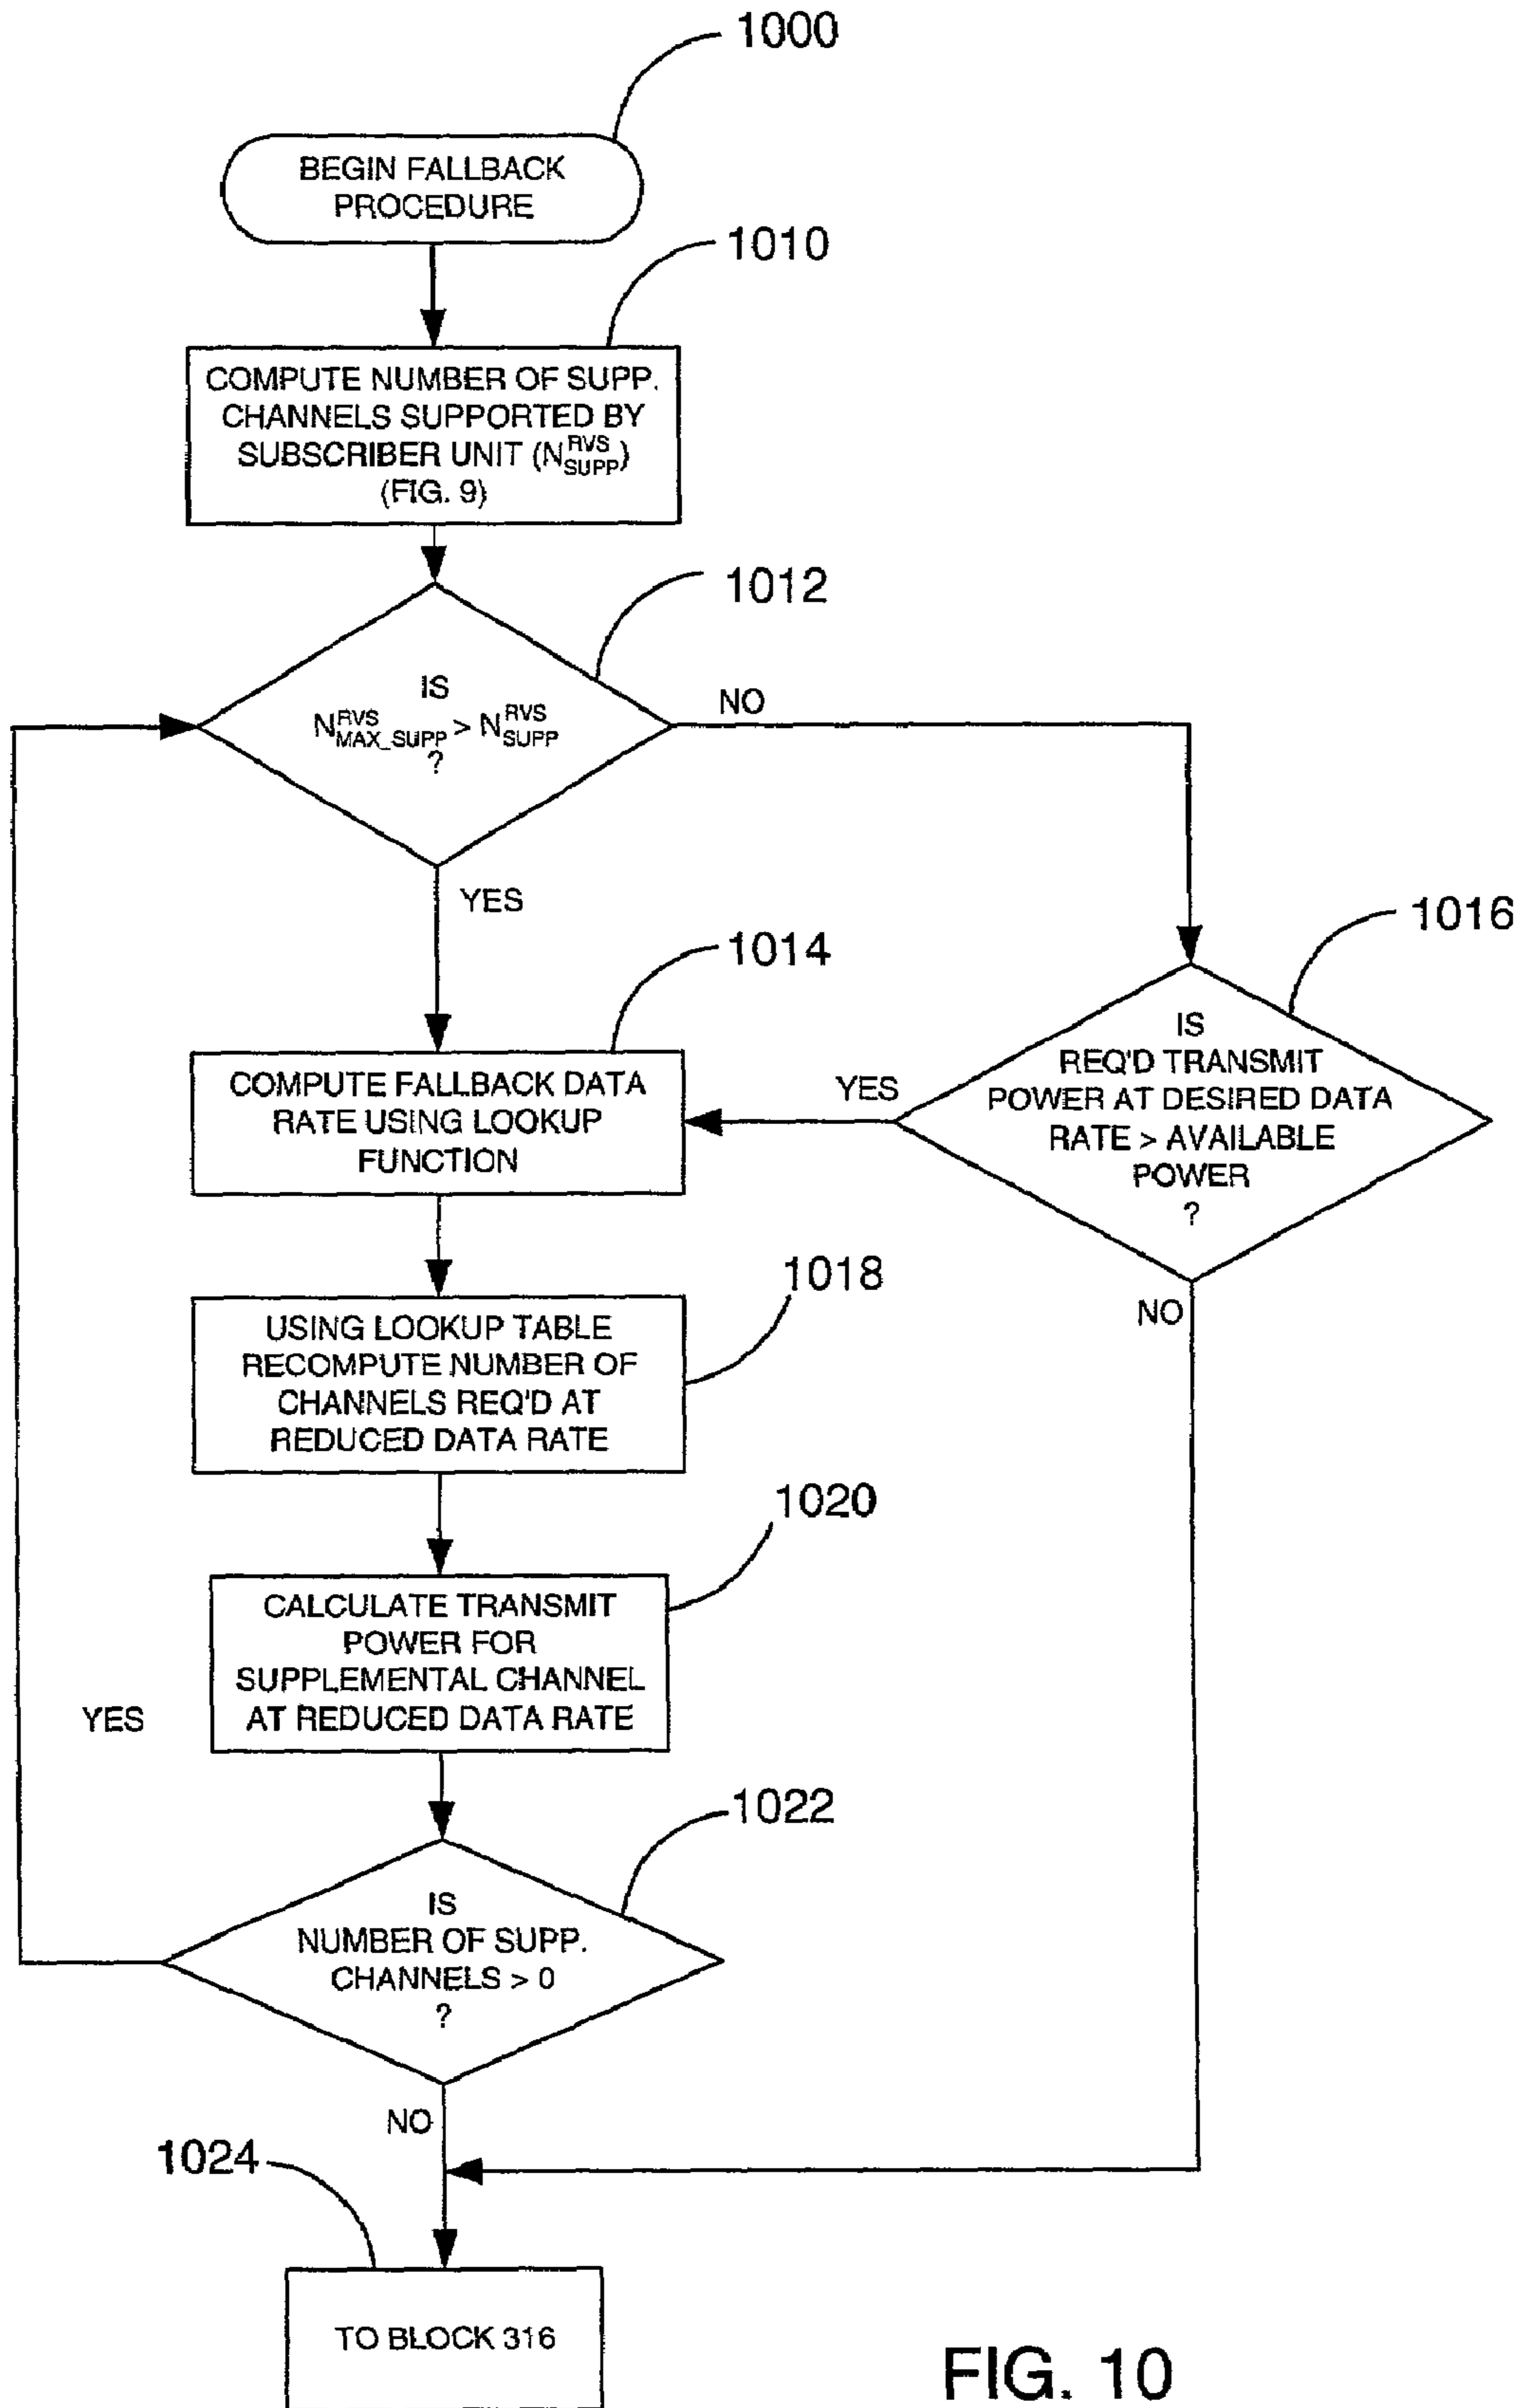 1000
BEGIN FALLBACK
PROCEDURE
1010
COMPUTE NUMBER OF SUPP.
CHANNELS SUPPORTED BY
SUBSCRIBER UNIT (N^RVS_SUPP)
(FIG. 9)
1012
IS
N^RVS_MAX_SUPP > N^RVS_SUPP
?
NO
YES
1016
1014
IS
REQ'D TRANSMIT
POWER AT DESIRED DATA
RATE > AVAILABLE
POWER
?
YES
NO
COMPUTE FALLBACK DATA
RATE USING LOOKUP
FUNCTION
1018
USING LOOKUP TABLE
RECOMPUTE NUMBER OF
CHANNELS REQ'D AT
REDUCED DATA RATE
1020
CALCULATE TRANSMIT
POWER FOR
SUPPLEMENTAL CHANNEL
AT REDUCED DATA RATE
YES
1022
IS
NUMBER OF SUPP.
CHANNELS > 0
?
NO
1024
TO BLOCK 316
FIG. 10